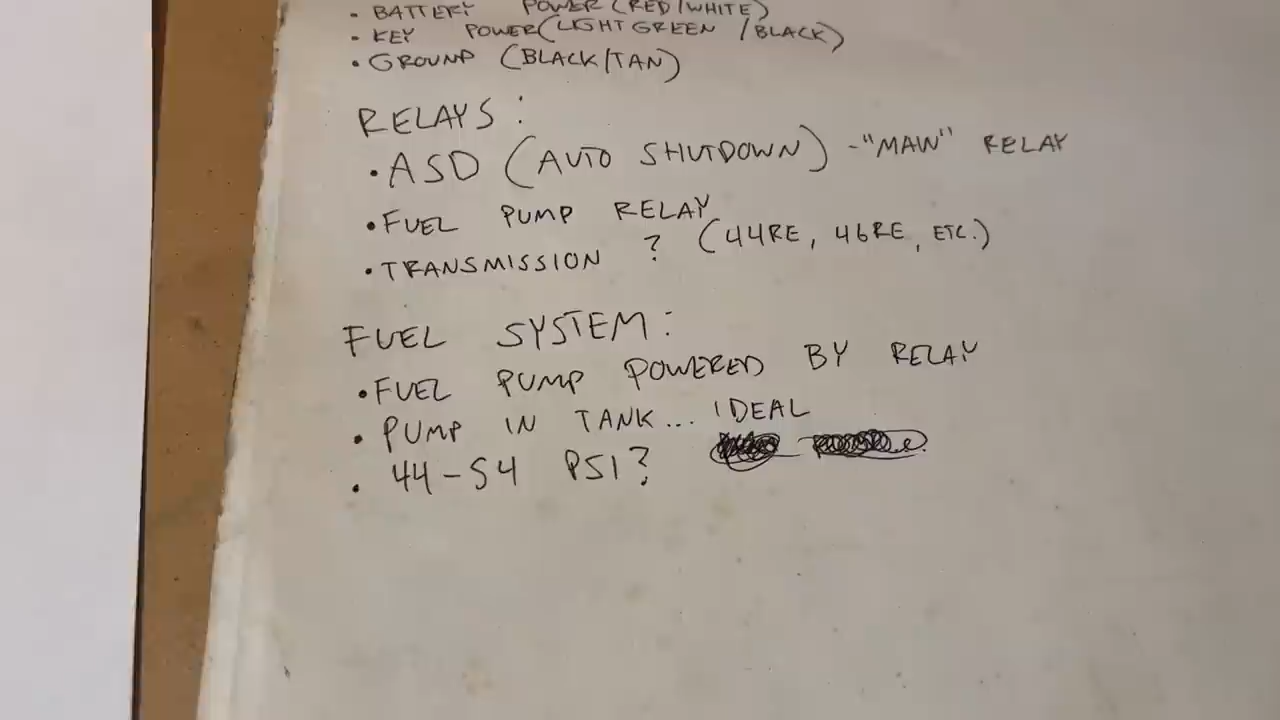 • BATTERY POWER (RED/WHITE)
• KEY POWER (LIGHT GREEN /BLACK)
• GROUND (BLACK/TAN)
RELAYS:
• ASD (AUTO SHUTDOWN) - "MAIN" RELAY
• FUEL PUMP RELAY
• TRANSMISSION ? (44RE, 46RE, ETC.)
FUEL SYSTEM:
• FUEL PUMP POWERED BY RELAY
• PUMP IN TANK... IDEAL
• 44-54 PSI?